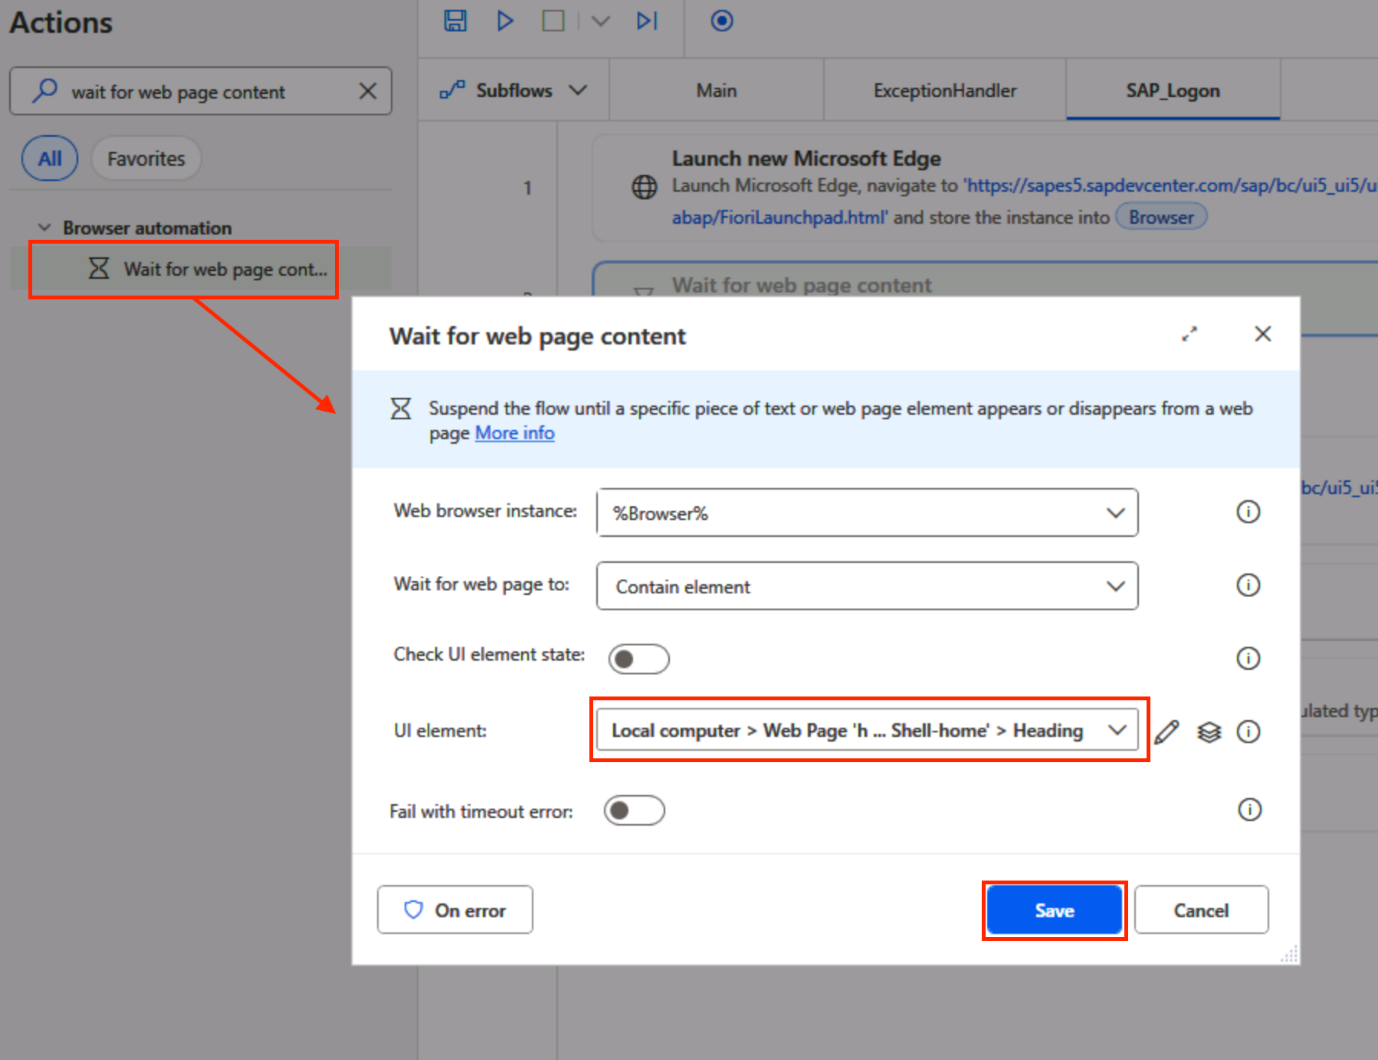 Actions
wait for web page content
All
Favorites
Browser automation
Wait for web page cont...
Subflows
Main
ExceptionHandler
SAP_Logon
1
Launch new Microsoft Edge
Launch Microsoft Edge, navigate to 'https://sapes5.sapdevcenter.com/sap/bc/ui5_ui5/u
abap/FioriLaunchpad.html' and store the instance into Browser
Wait for web page content
Wait for web page content
Suspend the flow until a specific piece of text or web page element appears or disappears from a web
page More info
Web browser instance:
%Browser%
Wait for web page to:
Contain element
Check UI element state:
UI element:
Local computer > Web Page 'h ... Shell-home' > Heading
Fail with timeout error:
On error
Save
Cancel
bc/ui5_ui5
ulated typ